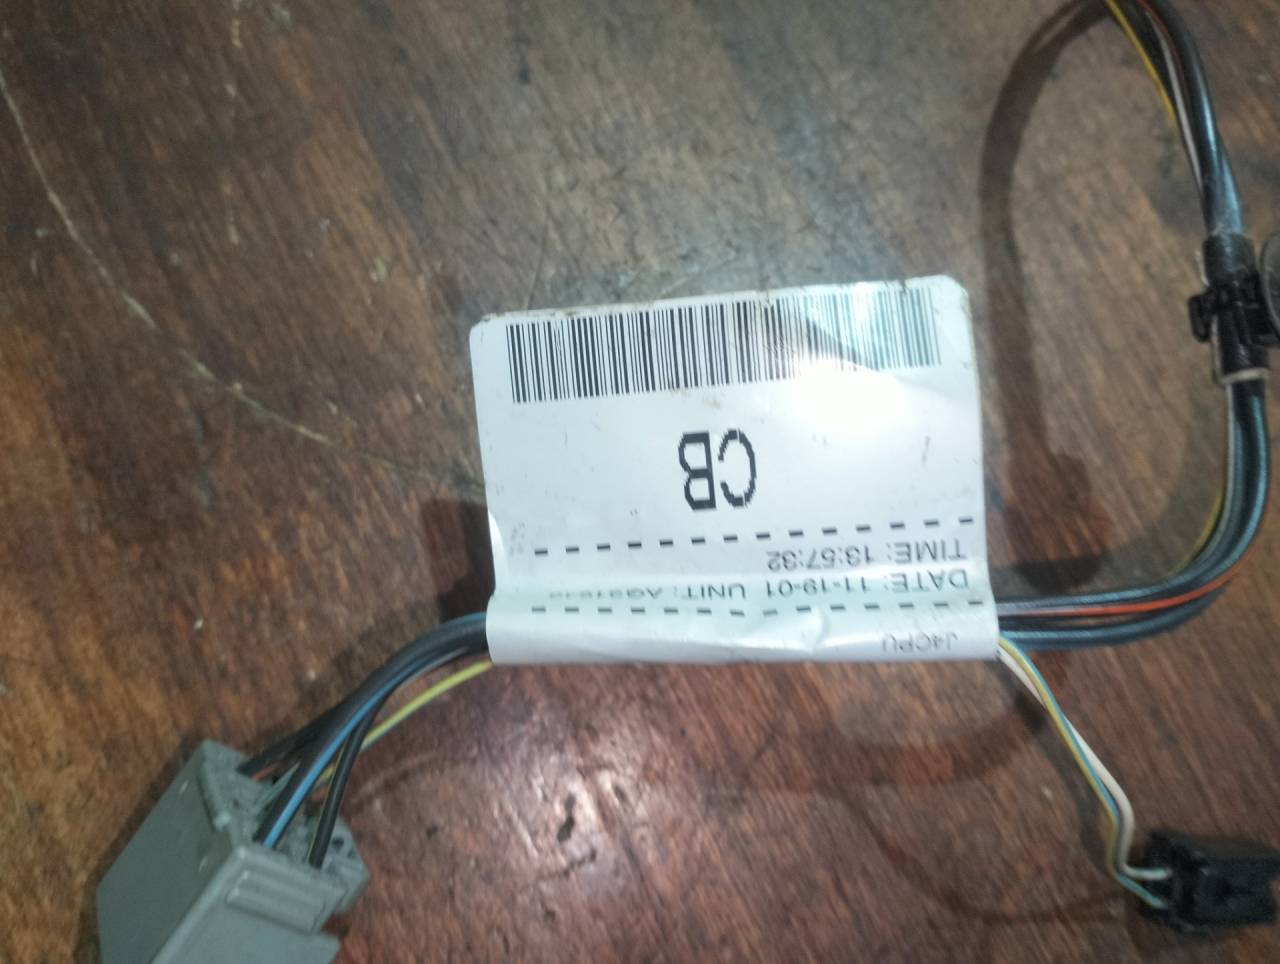 J4CPU
DATE: 11-19-01 UNIT:
TIME: 13:57:32
CB